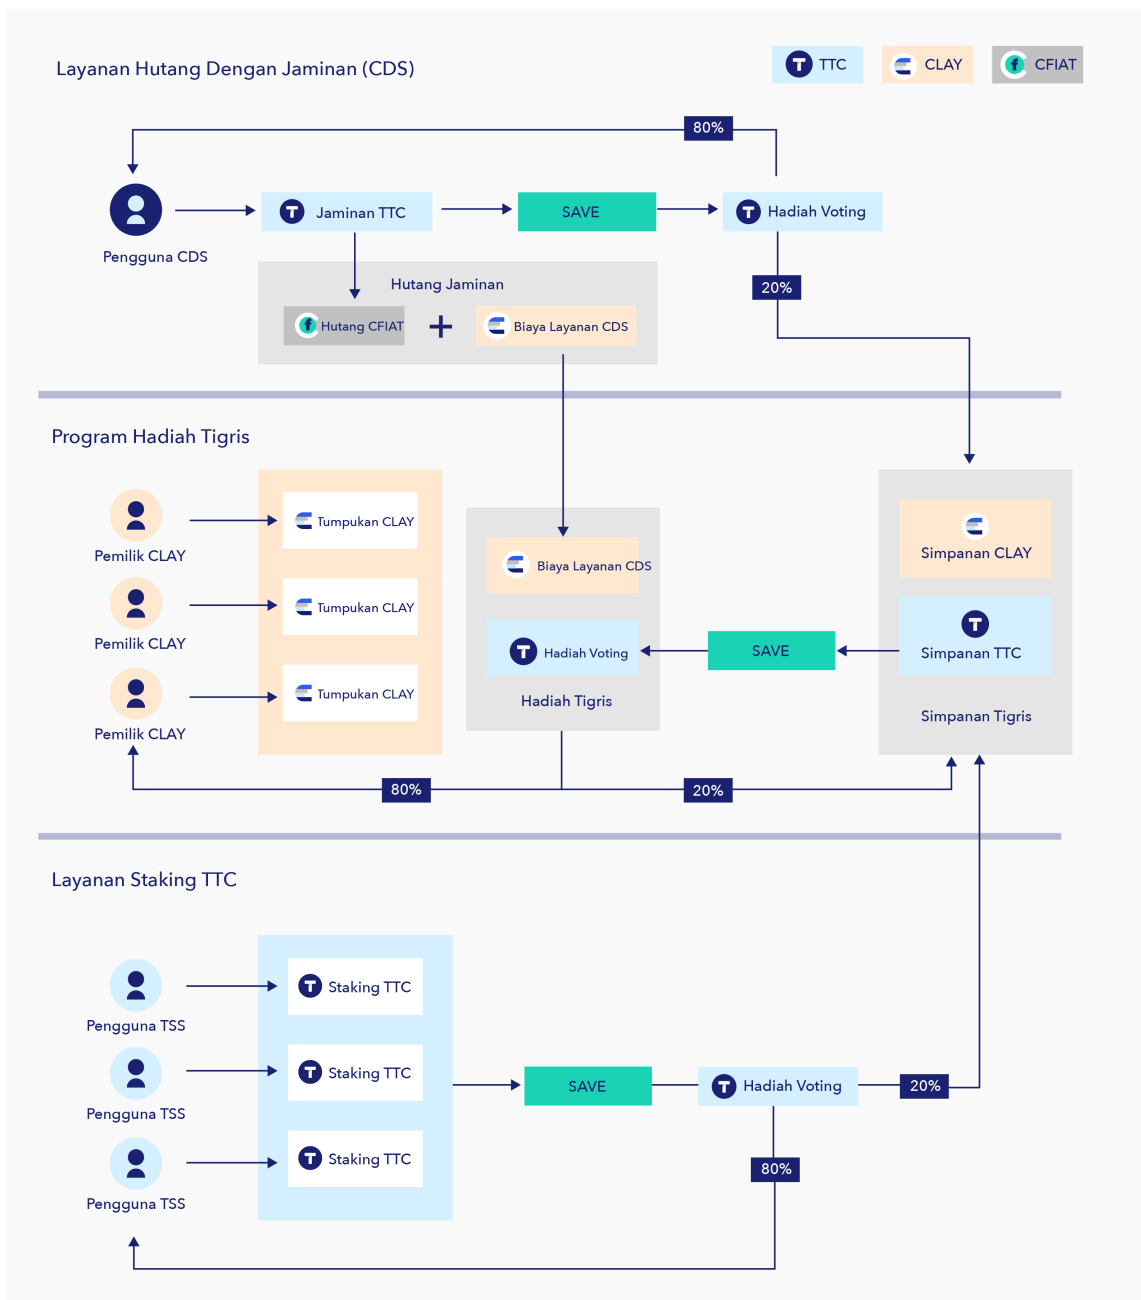 Layanan Hutang Dengan Jaminan (CDS)
TTC
CLAY
CFIAT
80%
Pengguna CDS
Jaminan TTC
SAVE
Hadiah Voting
20%
Hutang Jaminan
Hutang CFIAT
+
Biaya Layanan CDS
Program Hadiah Tigris
Pemilik CLAY
Tumpukan CLAY
Pemilik CLAY
Tumpukan CLAY
Pemilik CLAY
Tumpukan CLAY
Biaya Layanan CDS
Hadiah Voting
Hadiah Tigris
SAVE
Simpanan CLAY
Simpanan TTC
Simpanan Tigris
80%
20%
Layanan Staking TTC
Pengguna TSS
Staking TTC
Pengguna TSS
Staking TTC
Pengguna TSS
Staking TTC
SAVE
Hadiah Voting
20%
80%